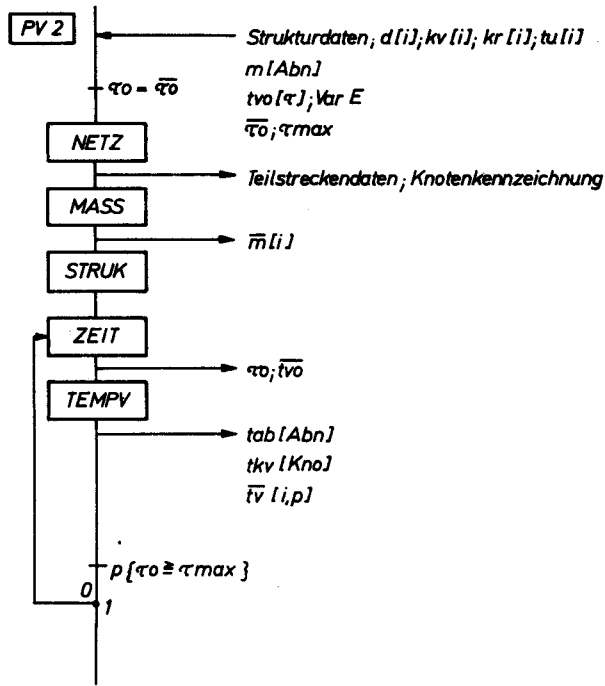 PV 2
Strukturdaten; d[i]; kv[i]; kr[i]; tu[i]
m[Abn]
τo = τ̅o̅
tvo[τ]; Var E
τ̅o̅; τmax
NETZ
Teilstreckendaten; Knotenkennzeichnung
MASS
m̅[i]
STRUK
ZEIT
τo; t̅v̅o̅
TEMPV
tab[Abn]
tkv[Kno]
t̅v̅[i,p]
p{τo ≧ τmax}
0
1